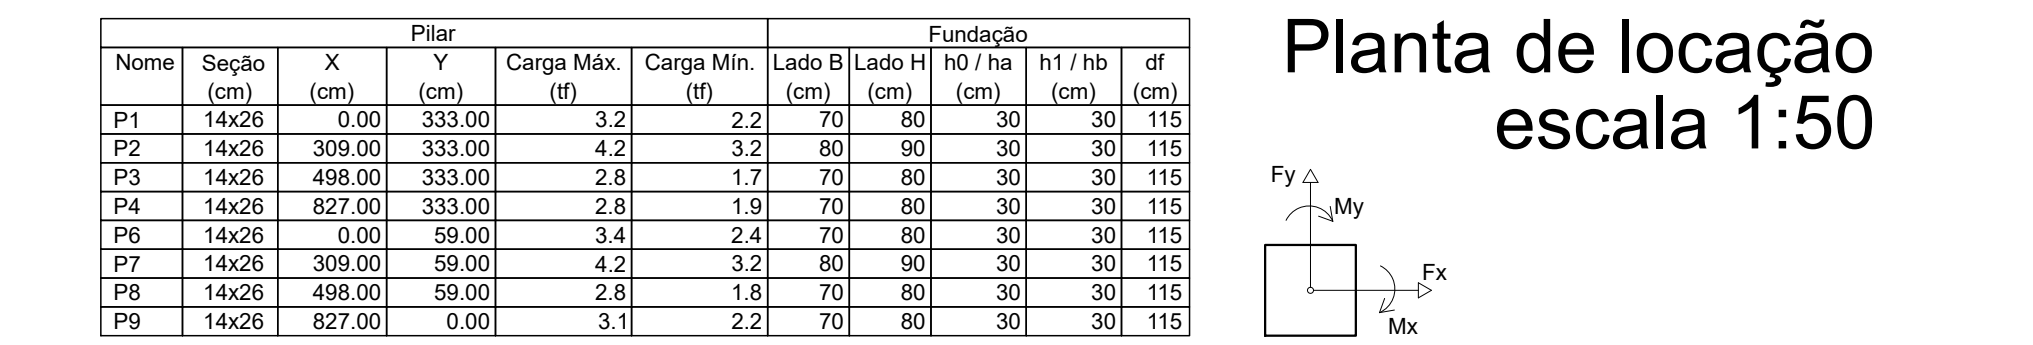 Pilar Fundação
Nome Seção X Y Carga Máx. Carga Mín. Lado B Lado H h0 / ha h1 / hb df
(cm) (cm) (cm) (tf) (tf) (cm) (cm) (cm) (cm) (cm)
P1 14x26 0.00 333.00 3.2 2.2 70 80 30 30 115
P2 14x26 309.00 333.00 4.2 3.2 80 90 30 30 115
P3 14x26 498.00 333.00 2.8 1.7 70 80 30 30 115
P4 14x26 827.00 333.00 2.8 1.9 70 80 30 30 115
P6 14x26 0.00 59.00 3.4 2.4 70 80 30 30 115
P7 14x26 309.00 59.00 4.2 3.2 80 90 30 30 115
P8 14x26 498.00 59.00 2.8 1.8 70 80 30 30 115
P9 14x26 827.00 0.00 3.1 2.2 70 80 30 30 115
Planta de locação
escala 1:50
Fy
My
Fx
Mx